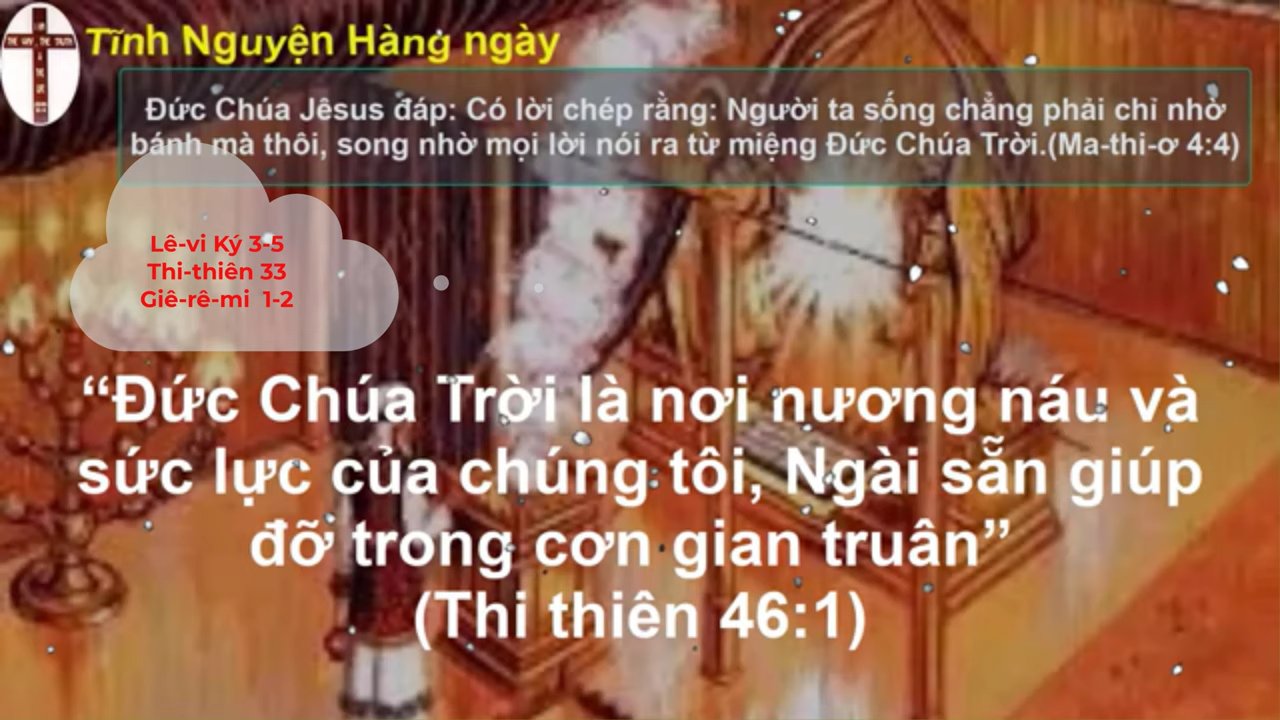 Tĩnh Nguyện Hàng ngày
Đức Chúa Jêsus đáp: Có lời chép rằng: Người ta sống chẳng phải chỉ nhờ
bánh mà thôi, song nhờ mọi lời nói ra từ miệng Đức Chúa Trời.(Ma-thi-ơ 4:4)
Lê-vi Ký 3-5
Thi-thiên 33
Giê-rê-mi 1-2
“Đức Chúa Trời là nơi nương náu và
sức lực của chúng tôi, Ngài sẵn giúp
đỡ trong cơn gian truân”
(Thi thiên 46:1)